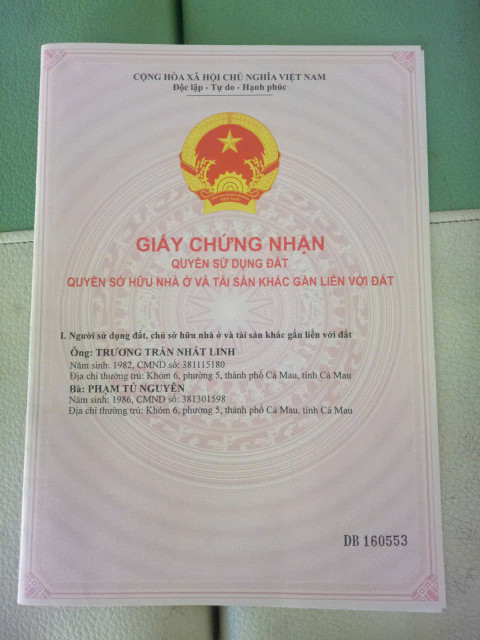 CỘNG HÒA XÃ HỘI CHỦ NGHĨA VIỆT NAM
Độc lập - Tự do - Hạnh phúc
VIỆT NAM
GIẤY CHỨNG NHẬN
QUYỀN SỬ DỤNG ĐẤT
QUYỀN SỞ HỮU NHÀ Ở VÀ TÀI SẢN KHÁC GẮN LIỀN VỚI ĐẤT
I. Người sử dụng đất, chủ sở hữu nhà ở và tài sản khác gắn liền với đất
Ông: TRƯƠNG TRẦN NHẤT LINH
Năm sinh: 1982, CMND số: 381115180
Địa chỉ thường trú: Khóm 6, phường 5, thành phố Cà Mau, tỉnh Cà Mau
Bà: PHẠM TÚ NGUYÊN
Năm sinh: 1986, CMND số: 381301598
Địa chỉ thường trú: Khóm 6, phường 5, thành phố Cà Mau, tỉnh Cà Mau
DB 160553